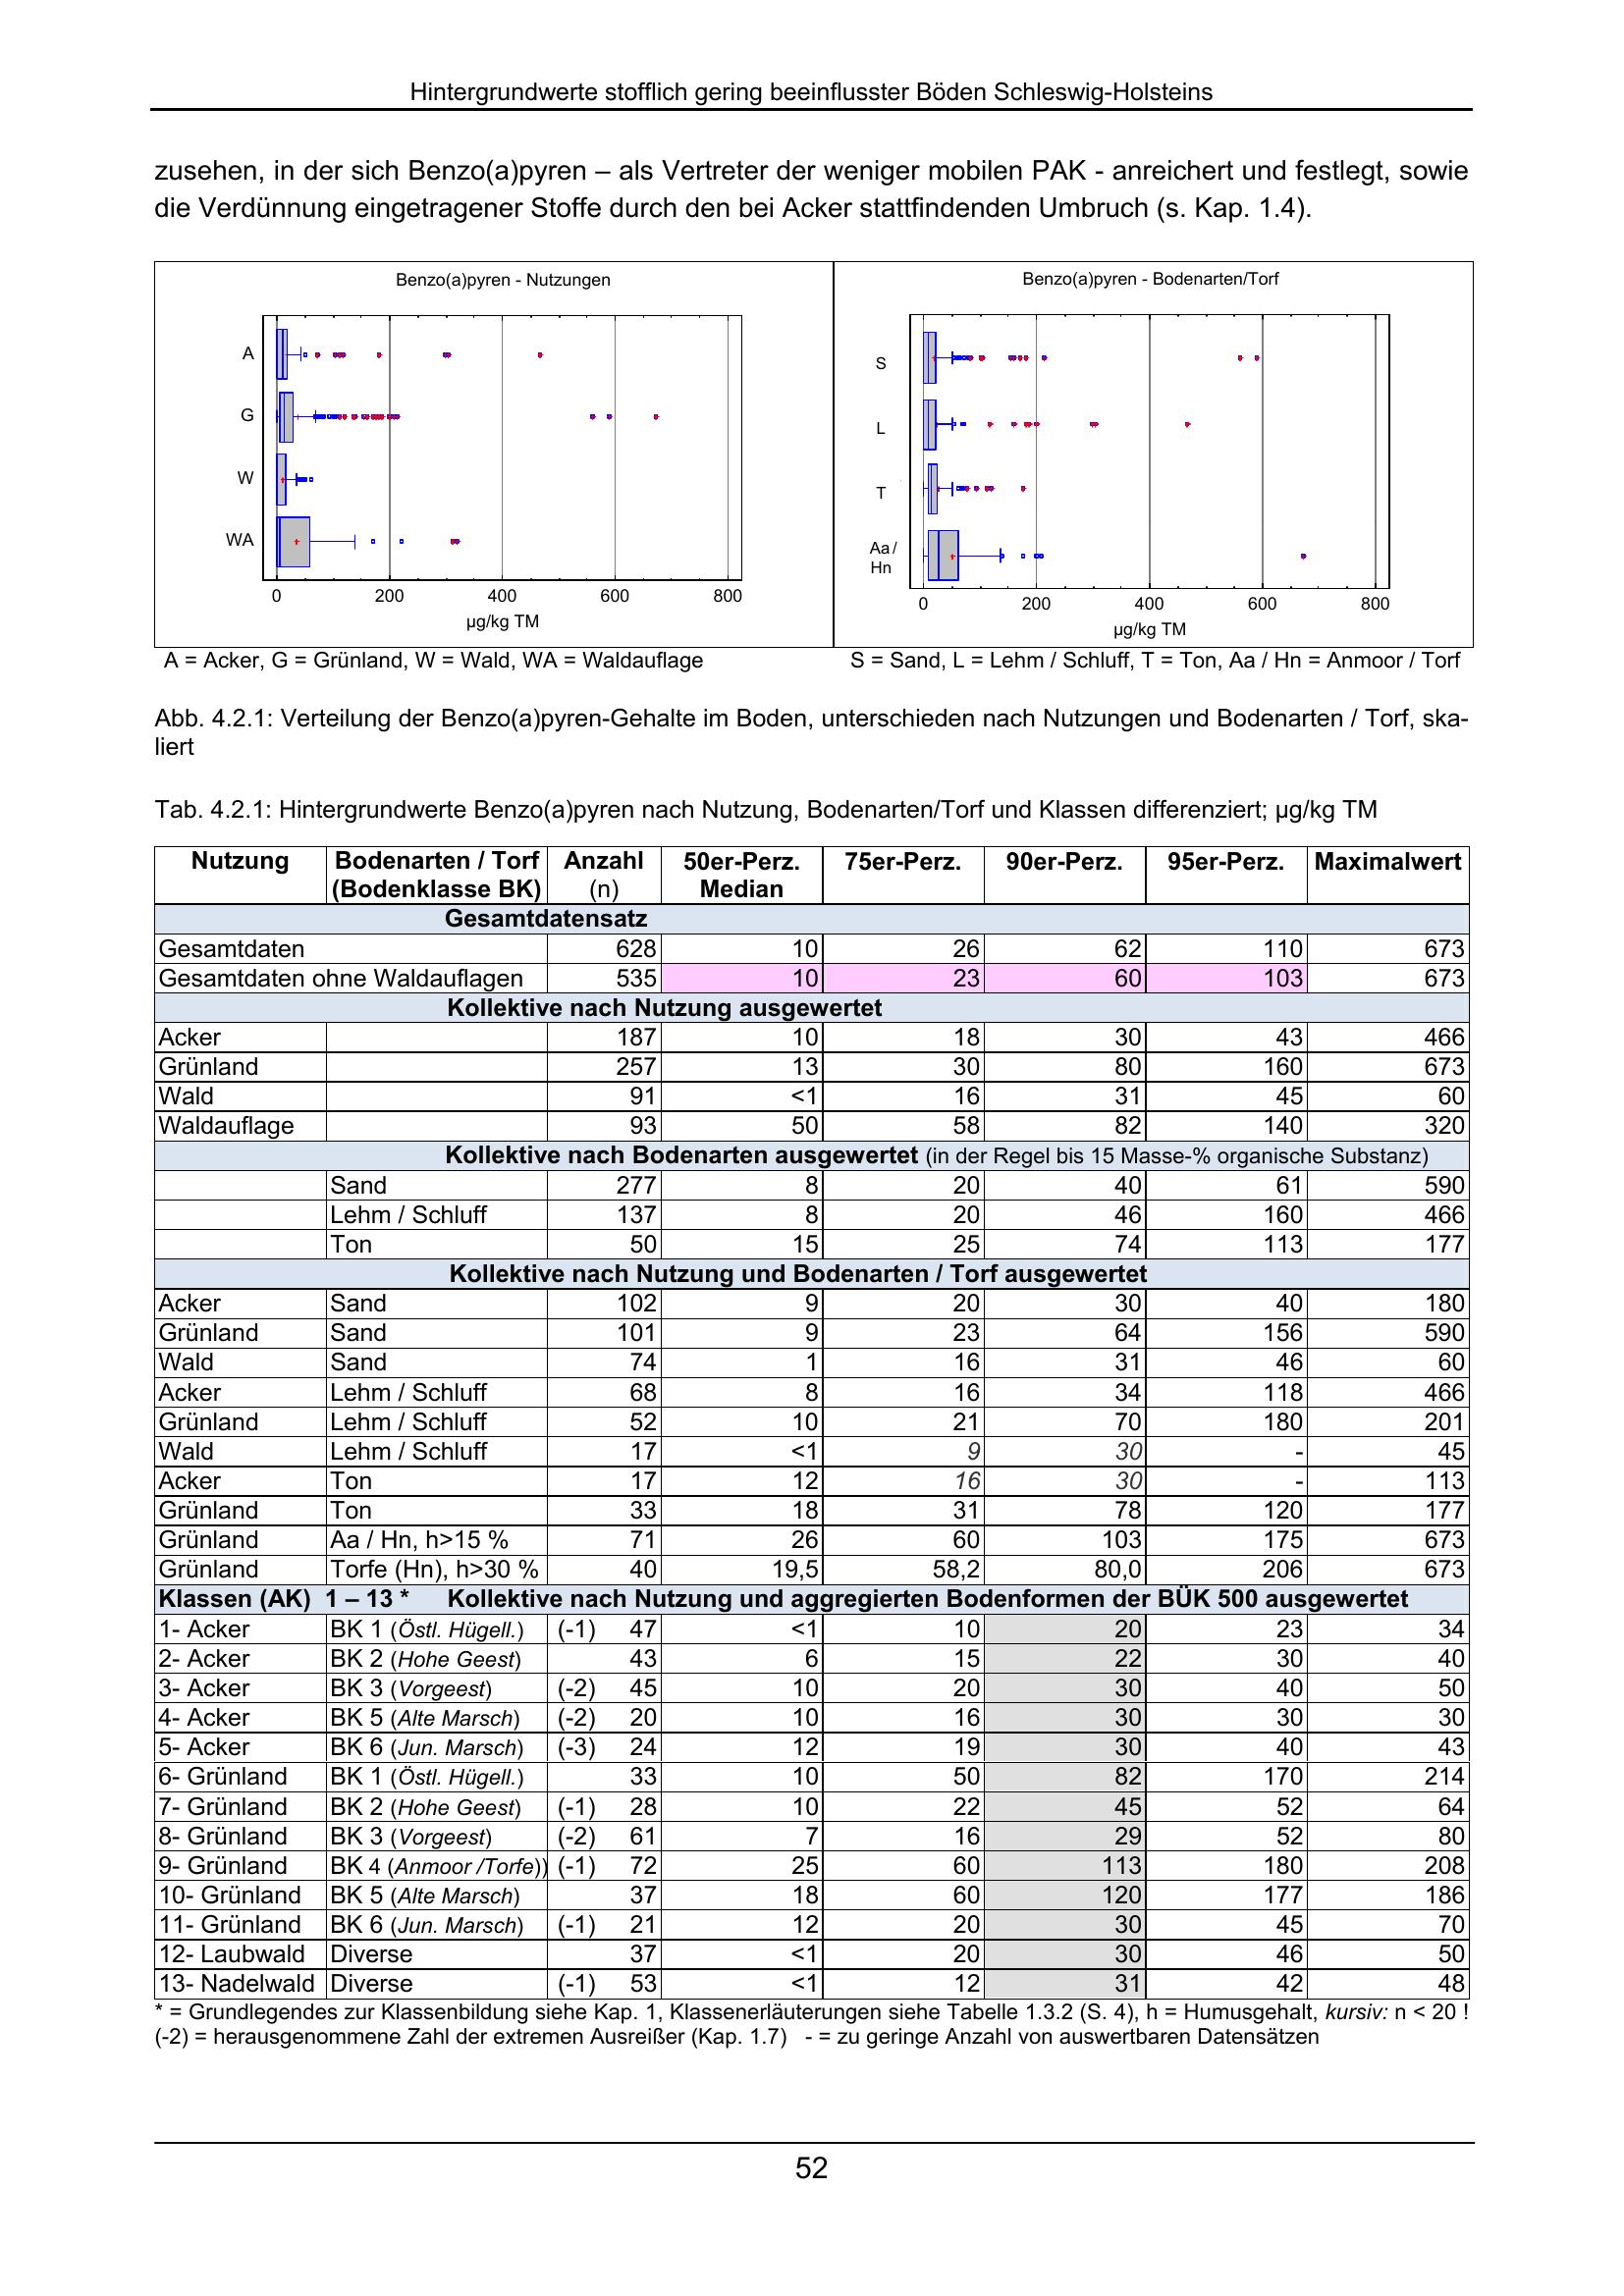 Hintergrundwerte stofflich gering beeinflusster Böden Schleswig-Holsteins
zusehen, in der sich Benzo(a)pyren – als Vertreter der weniger mobilen PAK - anreichert und festlegt, sowie
die Verdünnung eingetragener Stoffe durch den bei Acker stattfindenden Umbruch (s. Kap. 1.4).
Benzo(a)pyren - Nutzungen
A
G
W
WA
0 200 400 600 800
µg/kg TM
Benzo(a)pyren - Bodenarten/Torf
S
L
T
Aa /
Hn
0 200 400 600 800
µg/kg TM
A = Acker, G = Grünland, W = Wald, WA = Waldauflage
S = Sand, L = Lehm / Schluff, T = Ton, Aa / Hn = Anmoor / Torf
Abb. 4.2.1: Verteilung der Benzo(a)pyren-Gehalte im Boden, unterschieden nach Nutzungen und Bodenarten / Torf, ska-
liert
Tab. 4.2.1: Hintergrundwerte Benzo(a)pyren nach Nutzung, Bodenarten/Torf und Klassen differenziert; µg/kg TM
Nutzung Bodenarten / Torf Anzahl 50er-Perz. 75er-Perz. 90er-Perz. 95er-Perz. Maximalwert
(Bodenklasse BK) (n) Median
Gesamtdatensatz
Gesamtdaten 628 10 26 62 110 673
Gesamtdaten ohne Waldauflagen 535 10 23 60 103 673
Kollektive nach Nutzung ausgewertet
Acker 187 10 18 30 43 466
Grünland 257 13 30 80 160 673
Wald 91 <1 16 31 45 60
Waldauflage 93 50 58 82 140 320
Kollektive nach Bodenarten ausgewertet (in der Regel bis 15 Masse-% organische Substanz)
Sand 277 8 20 40 61 590
Lehm / Schluff 137 8 20 46 160 466
Ton 50 15 25 74 113 177
Kollektive nach Nutzung und Bodenarten / Torf ausgewertet
Acker Sand 102 9 20 30 40 180
Grünland Sand 101 9 23 64 156 590
Wald Sand 74 1 16 31 46 60
Acker Lehm / Schluff 68 8 16 34 118 466
Grünland Lehm / Schluff 52 10 21 70 180 201
Wald Lehm / Schluff 17 <1 9 30 - 45
Acker Ton 17 12 16 30 - 113
Grünland Ton 33 18 31 78 120 177
Grünland Aa / Hn, h>15 % 71 26 60 103 175 673
Grünland Torfe (Hn), h>30 % 40 19,5 58,2 80,0 206 673
Klassen (AK) 1 – 13 * Kollektive nach Nutzung und aggregierten Bodenformen der BÜK 500 ausgewertet
1- Acker BK 1 (Östl. Hügell.) (-1) 47 <1 10 20 23 34
2- Acker BK 2 (Hohe Geest) 43 6 15 22 30 40
3- Acker BK 3 (Vorgeest) (-2) 45 10 20 30 40 50
4- Acker BK 5 (Alte Marsch) (-2) 20 10 16 30 30 30
5- Acker BK 6 (Jun. Marsch) (-3) 24 12 19 30 40 43
6- Grünland BK 1 (Östl. Hügell.) 33 10 50 82 170 214
7- Grünland BK 2 (Hohe Geest) (-1) 28 10 22 45 52 64
8- Grünland BK 3 (Vorgeest) (-2) 61 7 16 29 52 80
9- Grünland BK 4 (Anmoor /Torfe)) (-1) 72 25 60 113 180 208
10- Grünland BK 5 (Alte Marsch) 37 18 60 120 177 186
11- Grünland BK 6 (Jun. Marsch) (-1) 21 12 20 30 45 70
12- Laubwald Diverse 37 <1 20 30 46 50
13- Nadelwald Diverse (-1) 53 <1 12 31 42 48
* = Grundlegendes zur Klassenbildung siehe Kap. 1, Klassenerläuterungen siehe Tabelle 1.3.2 (S. 4), h = Humusgehalt, kursiv: n < 20 !
(-2) = herausgenommene Zahl der extremen Ausreißer (Kap. 1.7) - = zu geringe Anzahl von auswertbaren Datensätzen
52